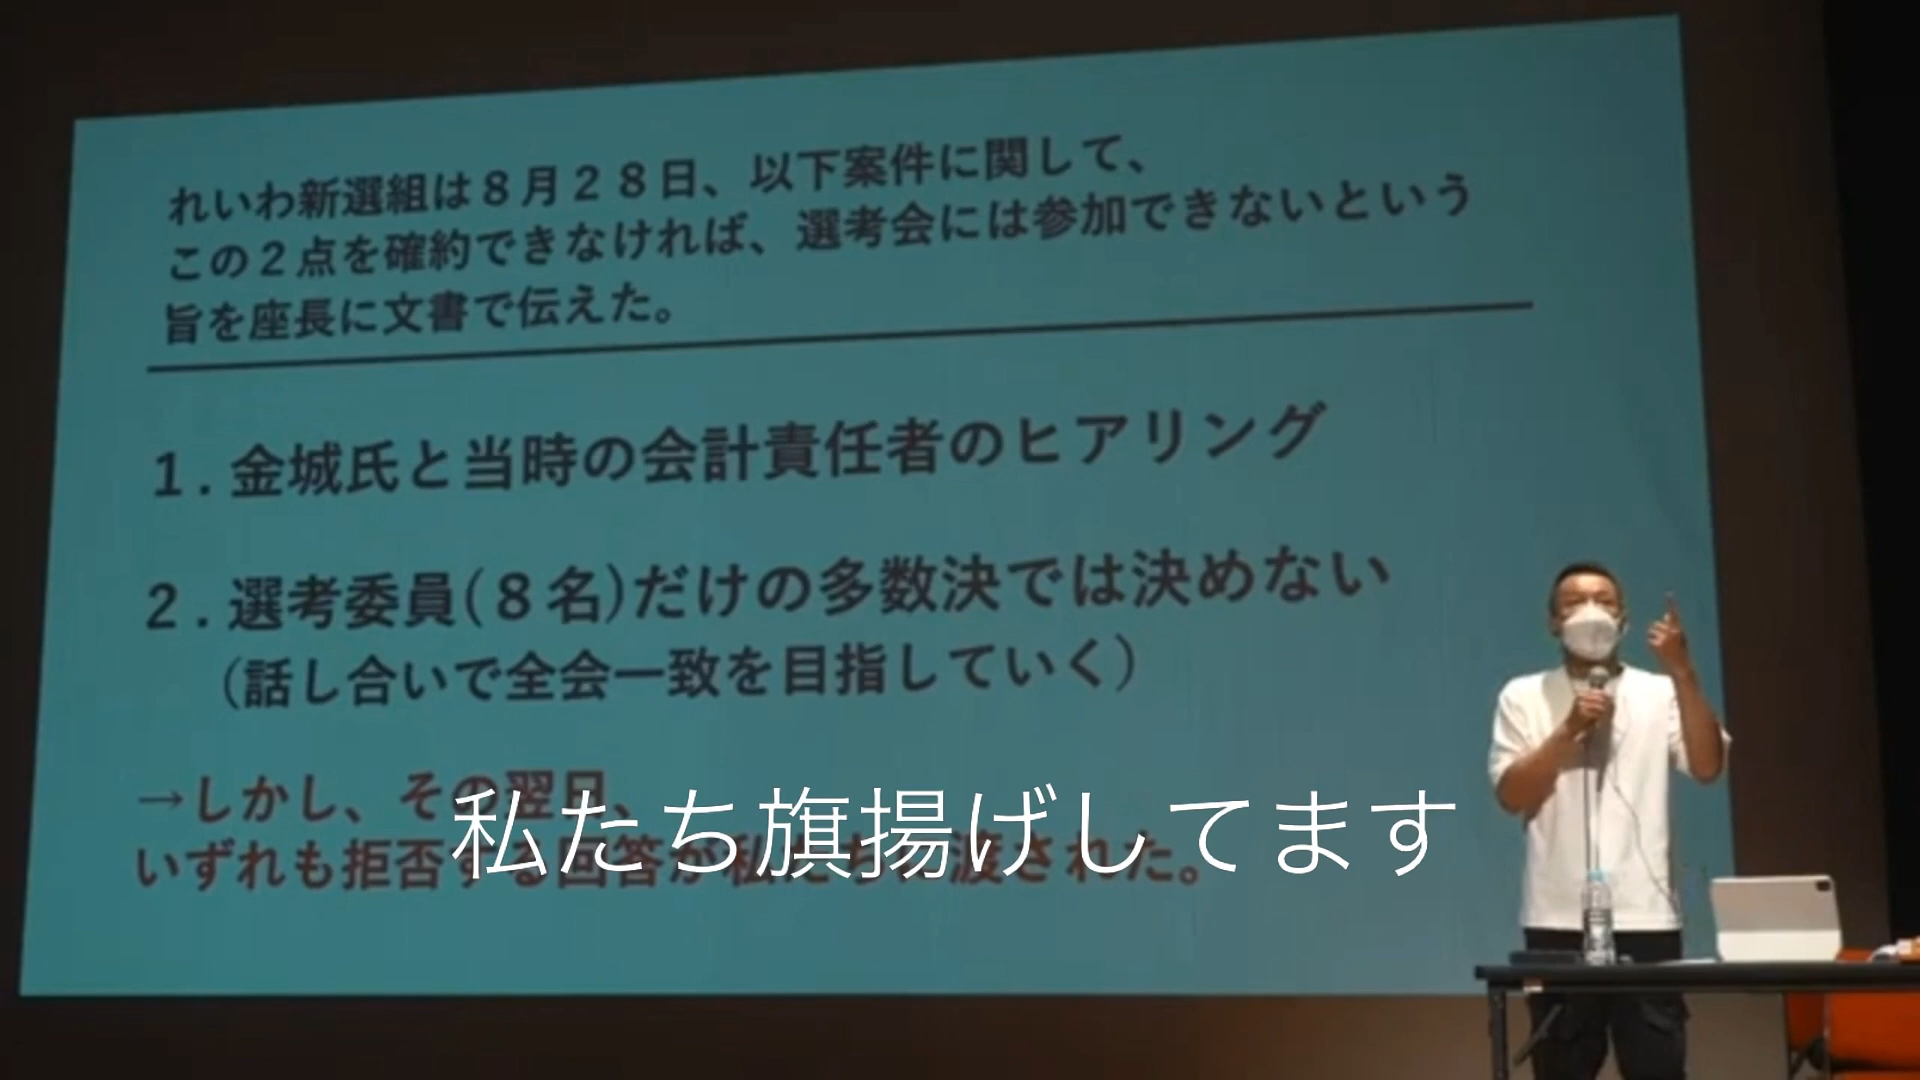 れいわ新選組は８月２８日、以下案件に関して、
この２点を確約できなければ、選考会には参加できないという
旨を座長に文書で伝えた。
１. 金城氏と当時の会計責任者のヒアリング
２. 選考委員(８名)だけの多数決では決めない
（話し合いで全会一致を目指していく）
→しかし、その翌日、
いずれも拒否する回答が私たちに渡された。
私たち旗揚げしてます